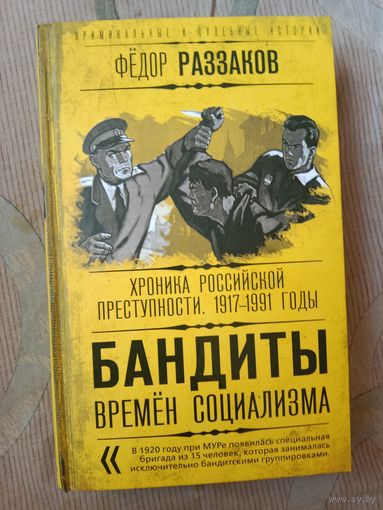 КРИМИНАЛЬНЫЕ И СУДЕБНЫЕ ИСТОРИИ
ФЁДОР РАЗЗАКОВ
ХРОНИКА РОССИЙСКОЙ
ПРЕСТУПНОСТИ. 1917-1991 ГОДЫ
БАНДИТЫ
ВРЕМЁН СОЦИАЛИЗМА
« В 1920 году при МУРе появилась специальная
бригада из 15 человек, которая занималась
исключительно бандитскими группировками.
www.ay.by